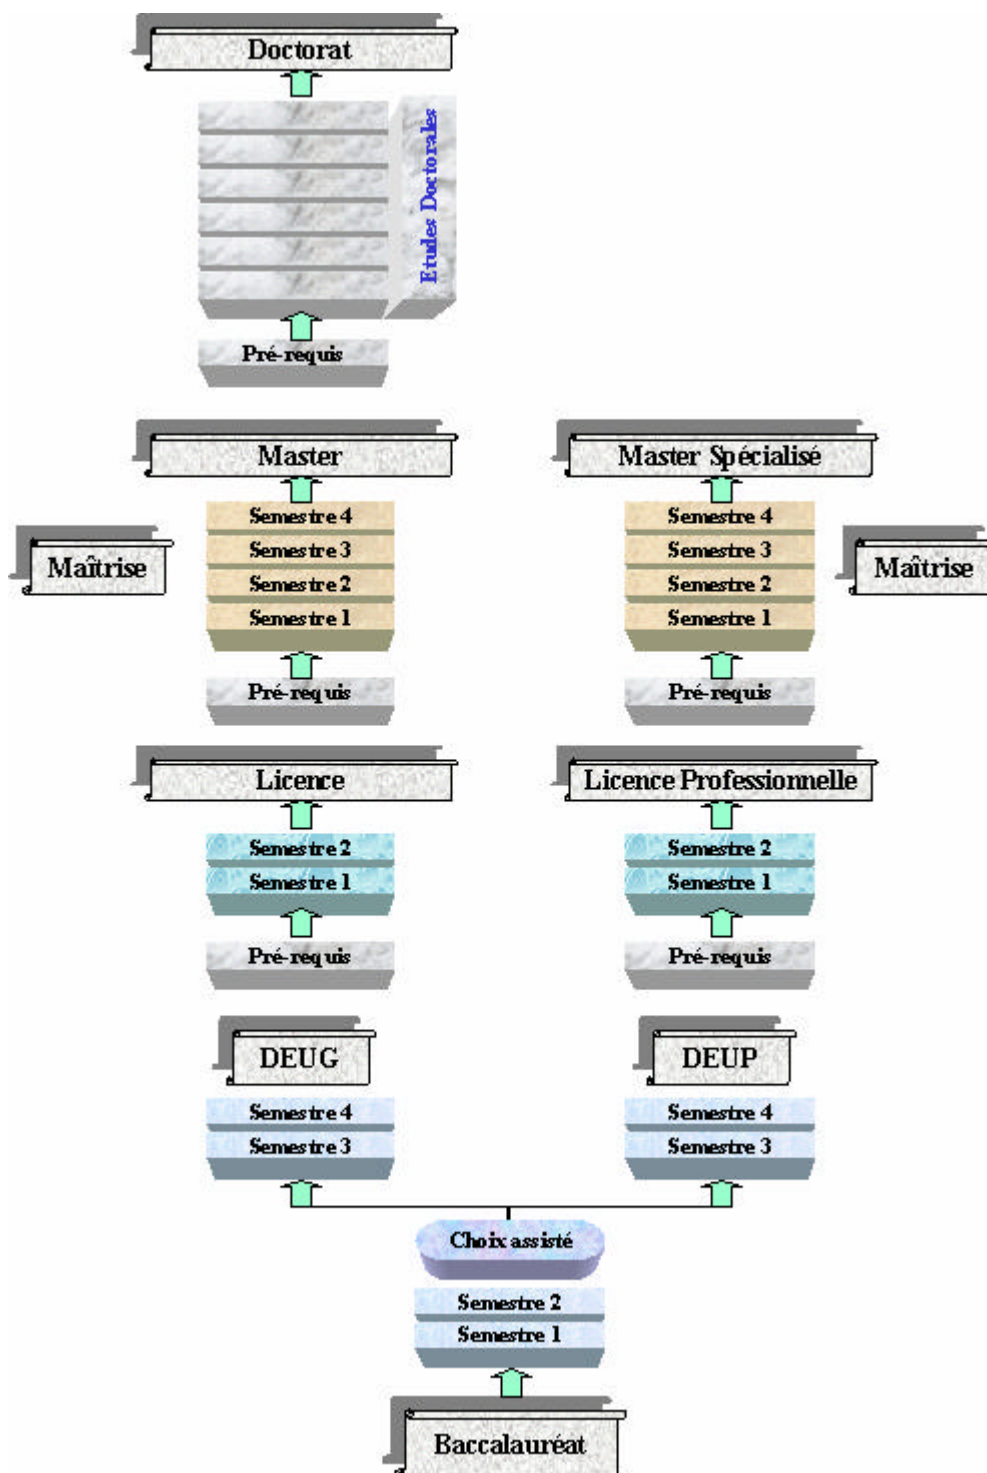 Doctorat
Etudes Doctorales
Pré-requis
Master
Master Spécialisé
Semestre 4
Semestre 4
Maîtrise
Semestre 3
Semestre 3
Maîtrise
Semestre 2
Semestre 2
Semestre 1
Semestre 1
Pré-requis
Pré-requis
Licence
Licence Professionnelle
Semestre 2
Semestre 2
Semestre 1
Semestre 1
Pré-requis
Pré-requis
DEUG
DEUP
Semestre 4
Semestre 4
Semestre 3
Semestre 3
Choix assisté
Semestre 2
Semestre 1
Baccalauréat